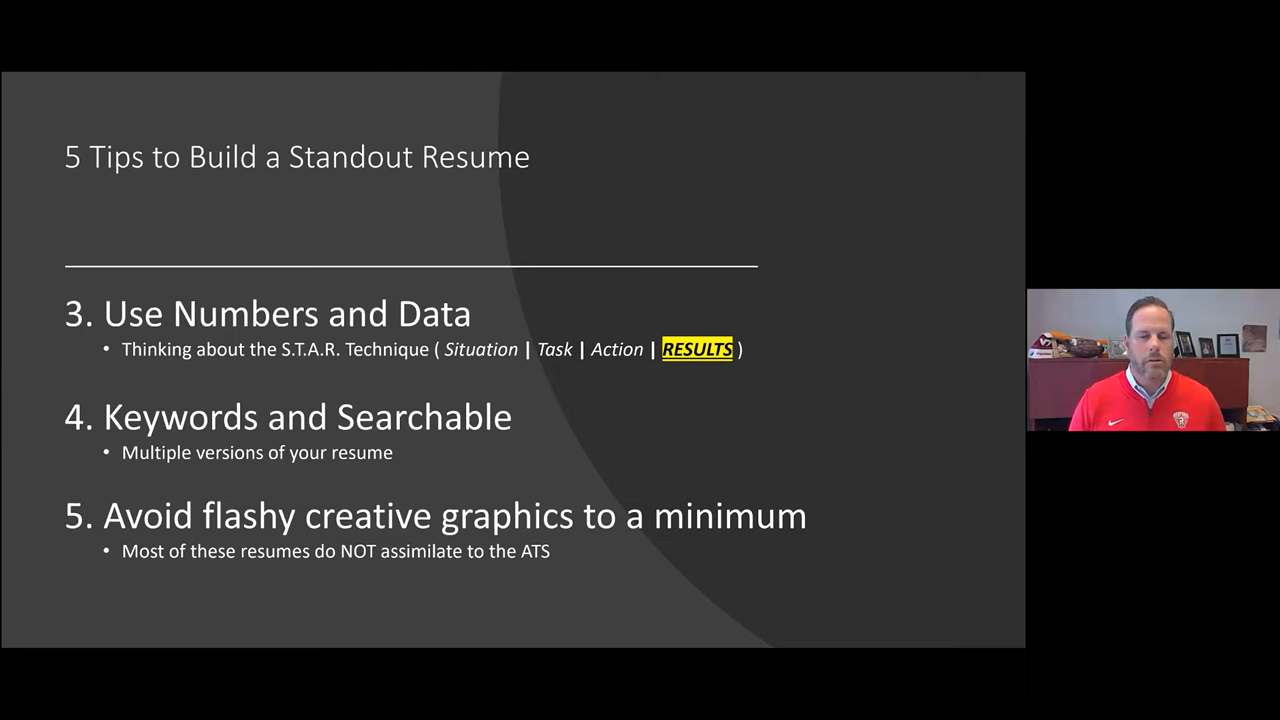 5 Tips to Build a Standout Resume
3. Use Numbers and Data
• Thinking about the S.T.A.R. Technique ( Situation | Task | Action | RESULTS )
4. Keywords and Searchable
• Multiple versions of your resume
5. Avoid flashy creative graphics to a minimum
• Most of these resumes do NOT assimilate to the ATS